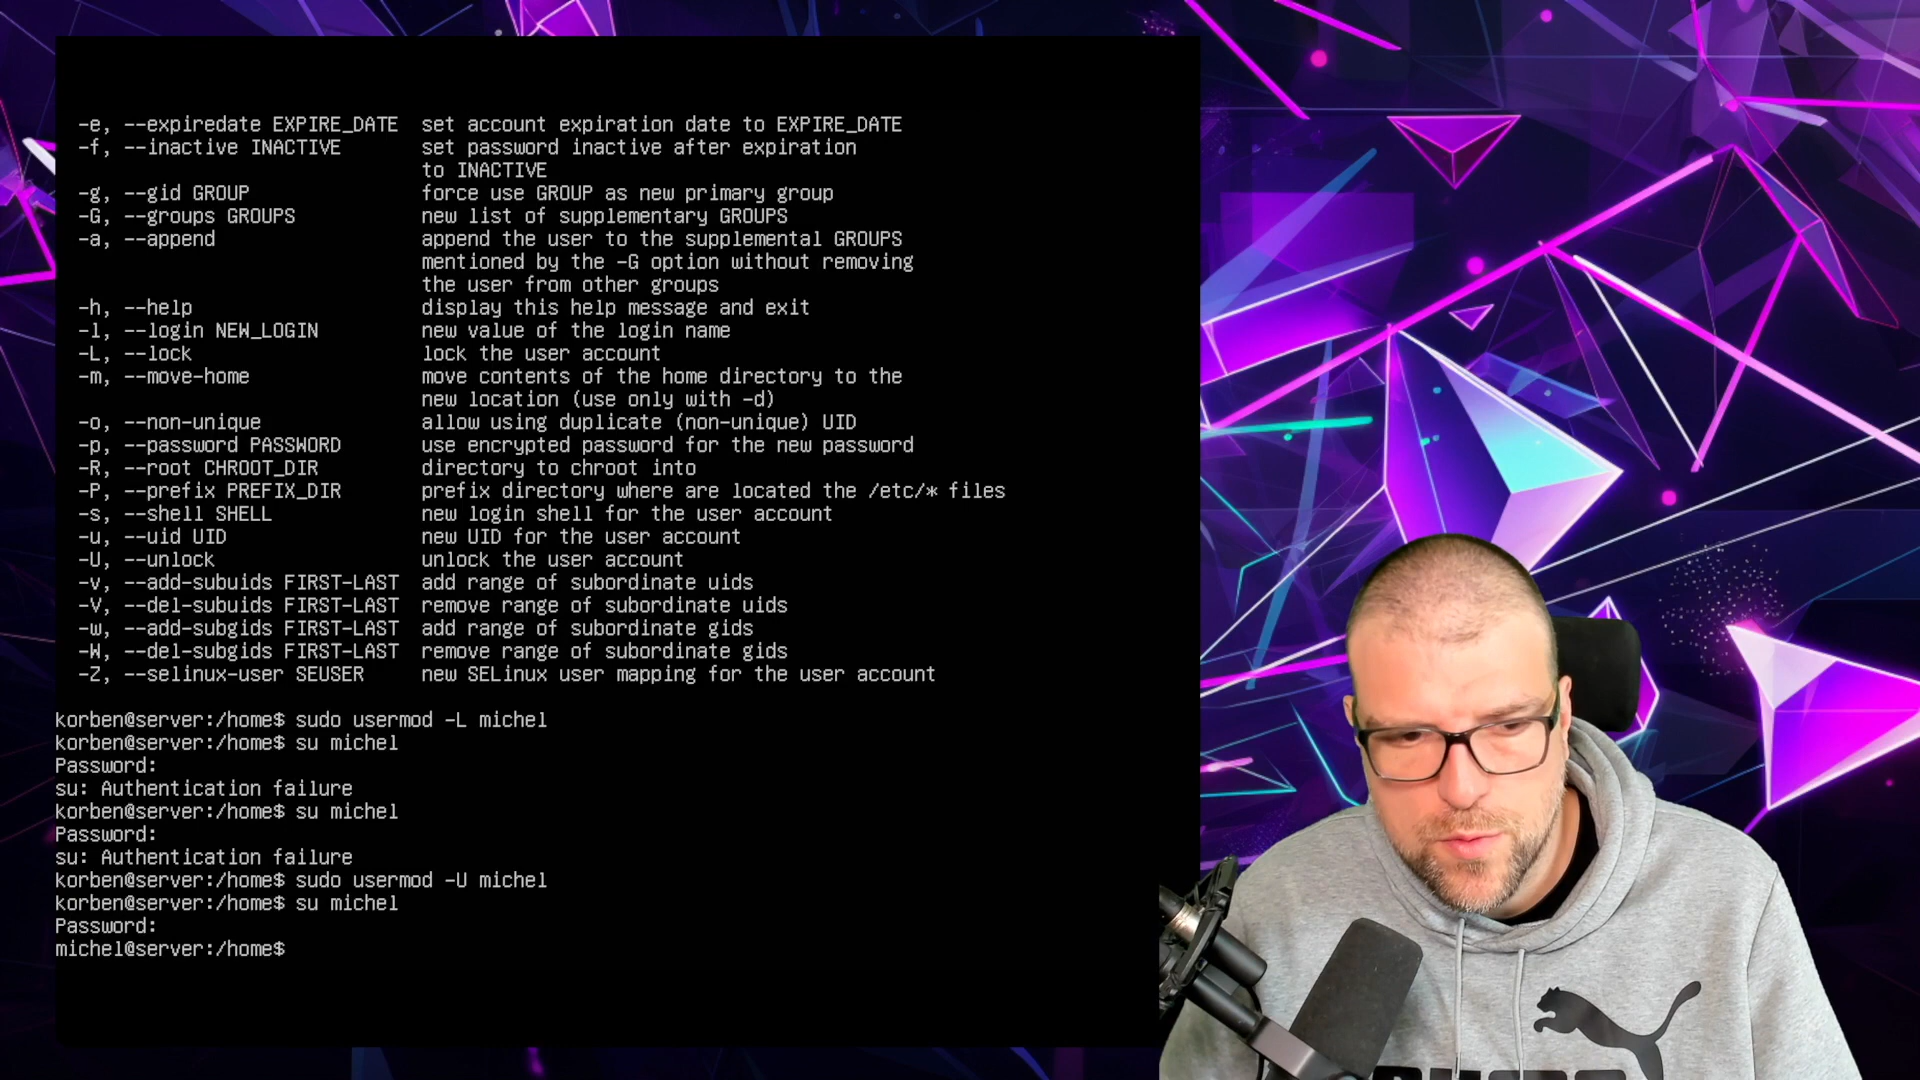 -e, --expiredate EXPIRE_DATE  set account expiration date to EXPIRE_DATE
-f, --inactive INACTIVE       set password inactive after expiration
                              to INACTIVE
-g, --gid GROUP               force use GROUP as new primary group
-G, --groups GROUPS           new list of supplementary GROUPS
-a, --append                  append the user to the supplemental GROUPS
                              mentioned by the -G option without removing
                              the user from other groups
-h, --help                    display this help message and exit
-l, --login NEW_LOGIN         new value of the login name
-L, --lock                    lock the user account
-m, --move-home               move contents of the home directory to the
                              new location (use only with -d)
-o, --non-unique              allow using duplicate (non-unique) UID
-p, --password PASSWORD       use encrypted password for the new password
-R, --root CHROOT_DIR         directory to chroot into
-P, --prefix PREFIX_DIR       prefix directory where are located the /etc/* files
-s, --shell SHELL             new login shell for the user account
-u, --uid UID                 new UID for the user account
-U, --unlock                  unlock the user account
-v, --add-subuids FIRST-LAST  add range of subordinate uids
-V, --del-subuids FIRST-LAST  remove range of subordinate uids
-w, --add-subgids FIRST-LAST  add range of subordinate gids
-W, --del-subgids FIRST-LAST  remove range of subordinate gids
-Z, --selinux-user SEUSER     new SELinux user mapping for the user account
korben@server:/home$ sudo usermod -L michel
korben@server:/home$ su michel
Password:
su: Authentication failure
korben@server:/home$ su michel
Password:
su: Authentication failure
korben@server:/home$ sudo usermod -U michel
korben@server:/home$ su michel
Password:
michel@server:/home$